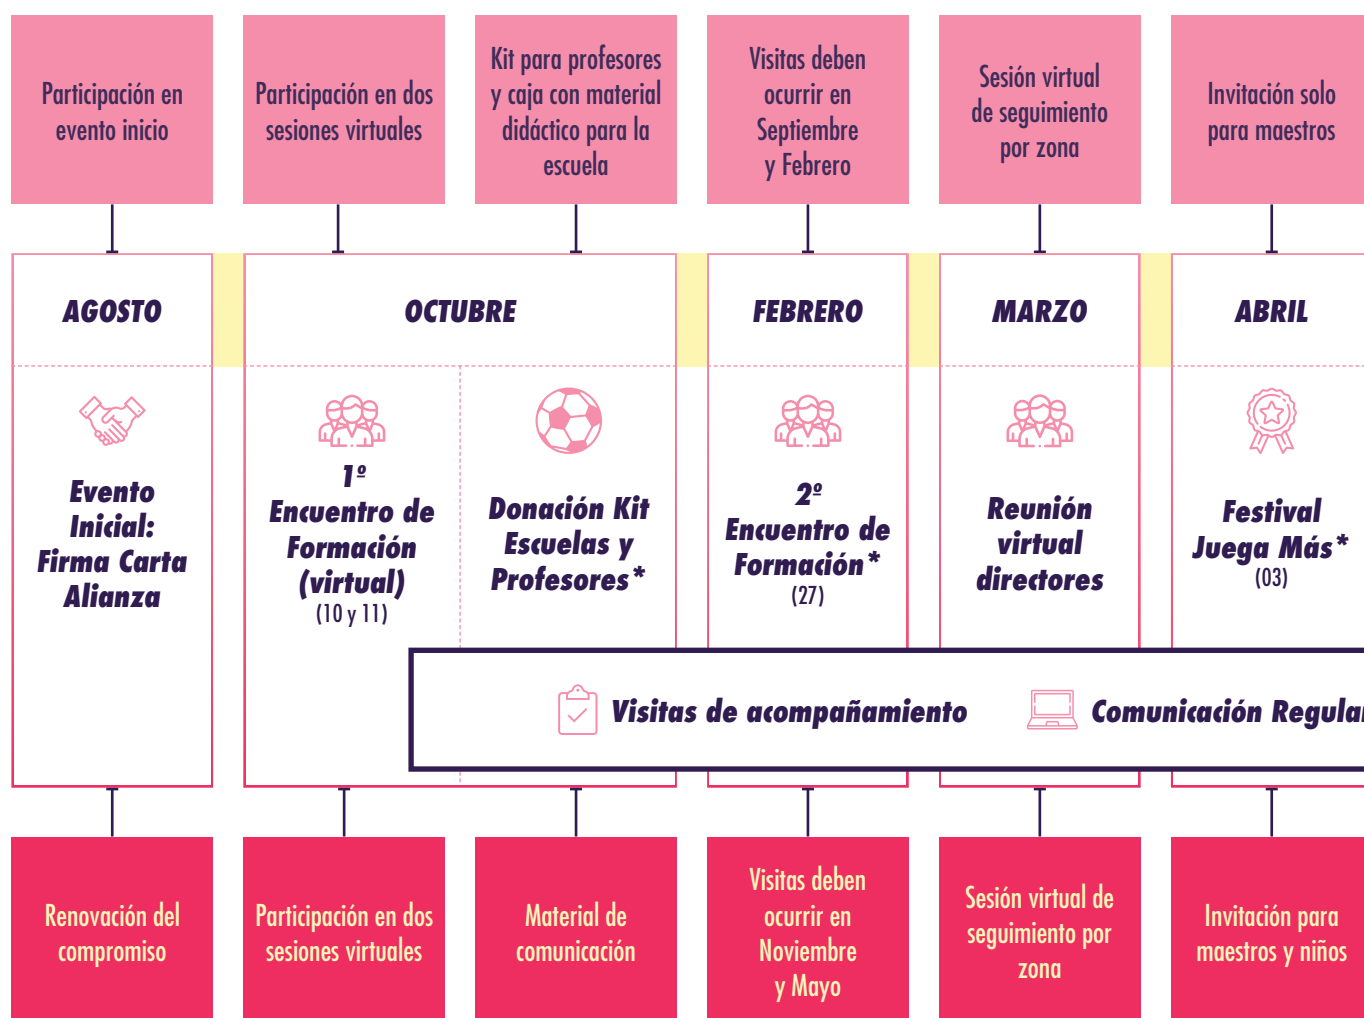 Participación en
evento inicio
Participación en dos
sesiones virtuales
Kit para profesores
y caja con material
didáctico para la
escuela
Visitas deben
ocurrir en
Septiembre
y Febrero
Sesión virtual
de seguimiento
por zona
Invitación solo
para maestros
AGOSTO
OCTUBRE
FEBRERO
MARZO
ABRIL
Evento
Inicial:
Firma Carta
Alianza
1º
Encuentro de
Formación
(virtual)
(10 y 11)
Donación Kit
Escuelas y
Profesores*
2º
Encuentro de
Formación*
(27)
Reunión
virtual
directores
Festival
Juega Más*
(03)
Visitas de acompañamiento
Comunicación Regular
Renovación del
compromiso
Participación en dos
sesiones virtuales
Material de
comunicación
Visitas deben
ocurrir en
Noviembre
y Mayo
Sesión virtual de
seguimiento por
zona
Invitación para
maestros y niños